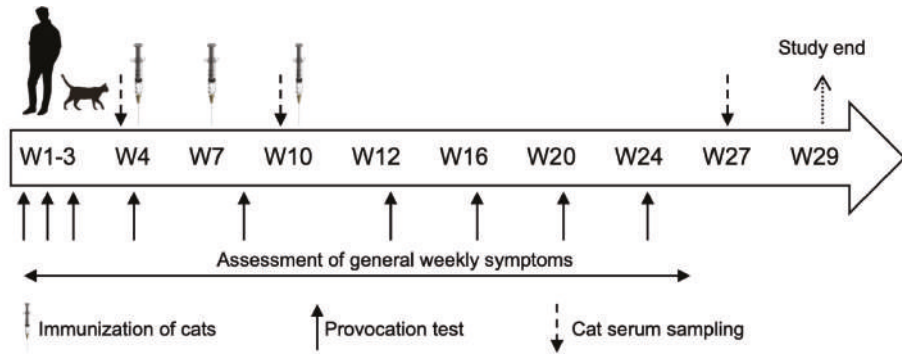 Study end
W1-3 W4 W7 W10 W12 W16 W20 W24 W27 W29
Assessment of general weekly symptoms
Immunization of cats Provocation test Cat serum sampling